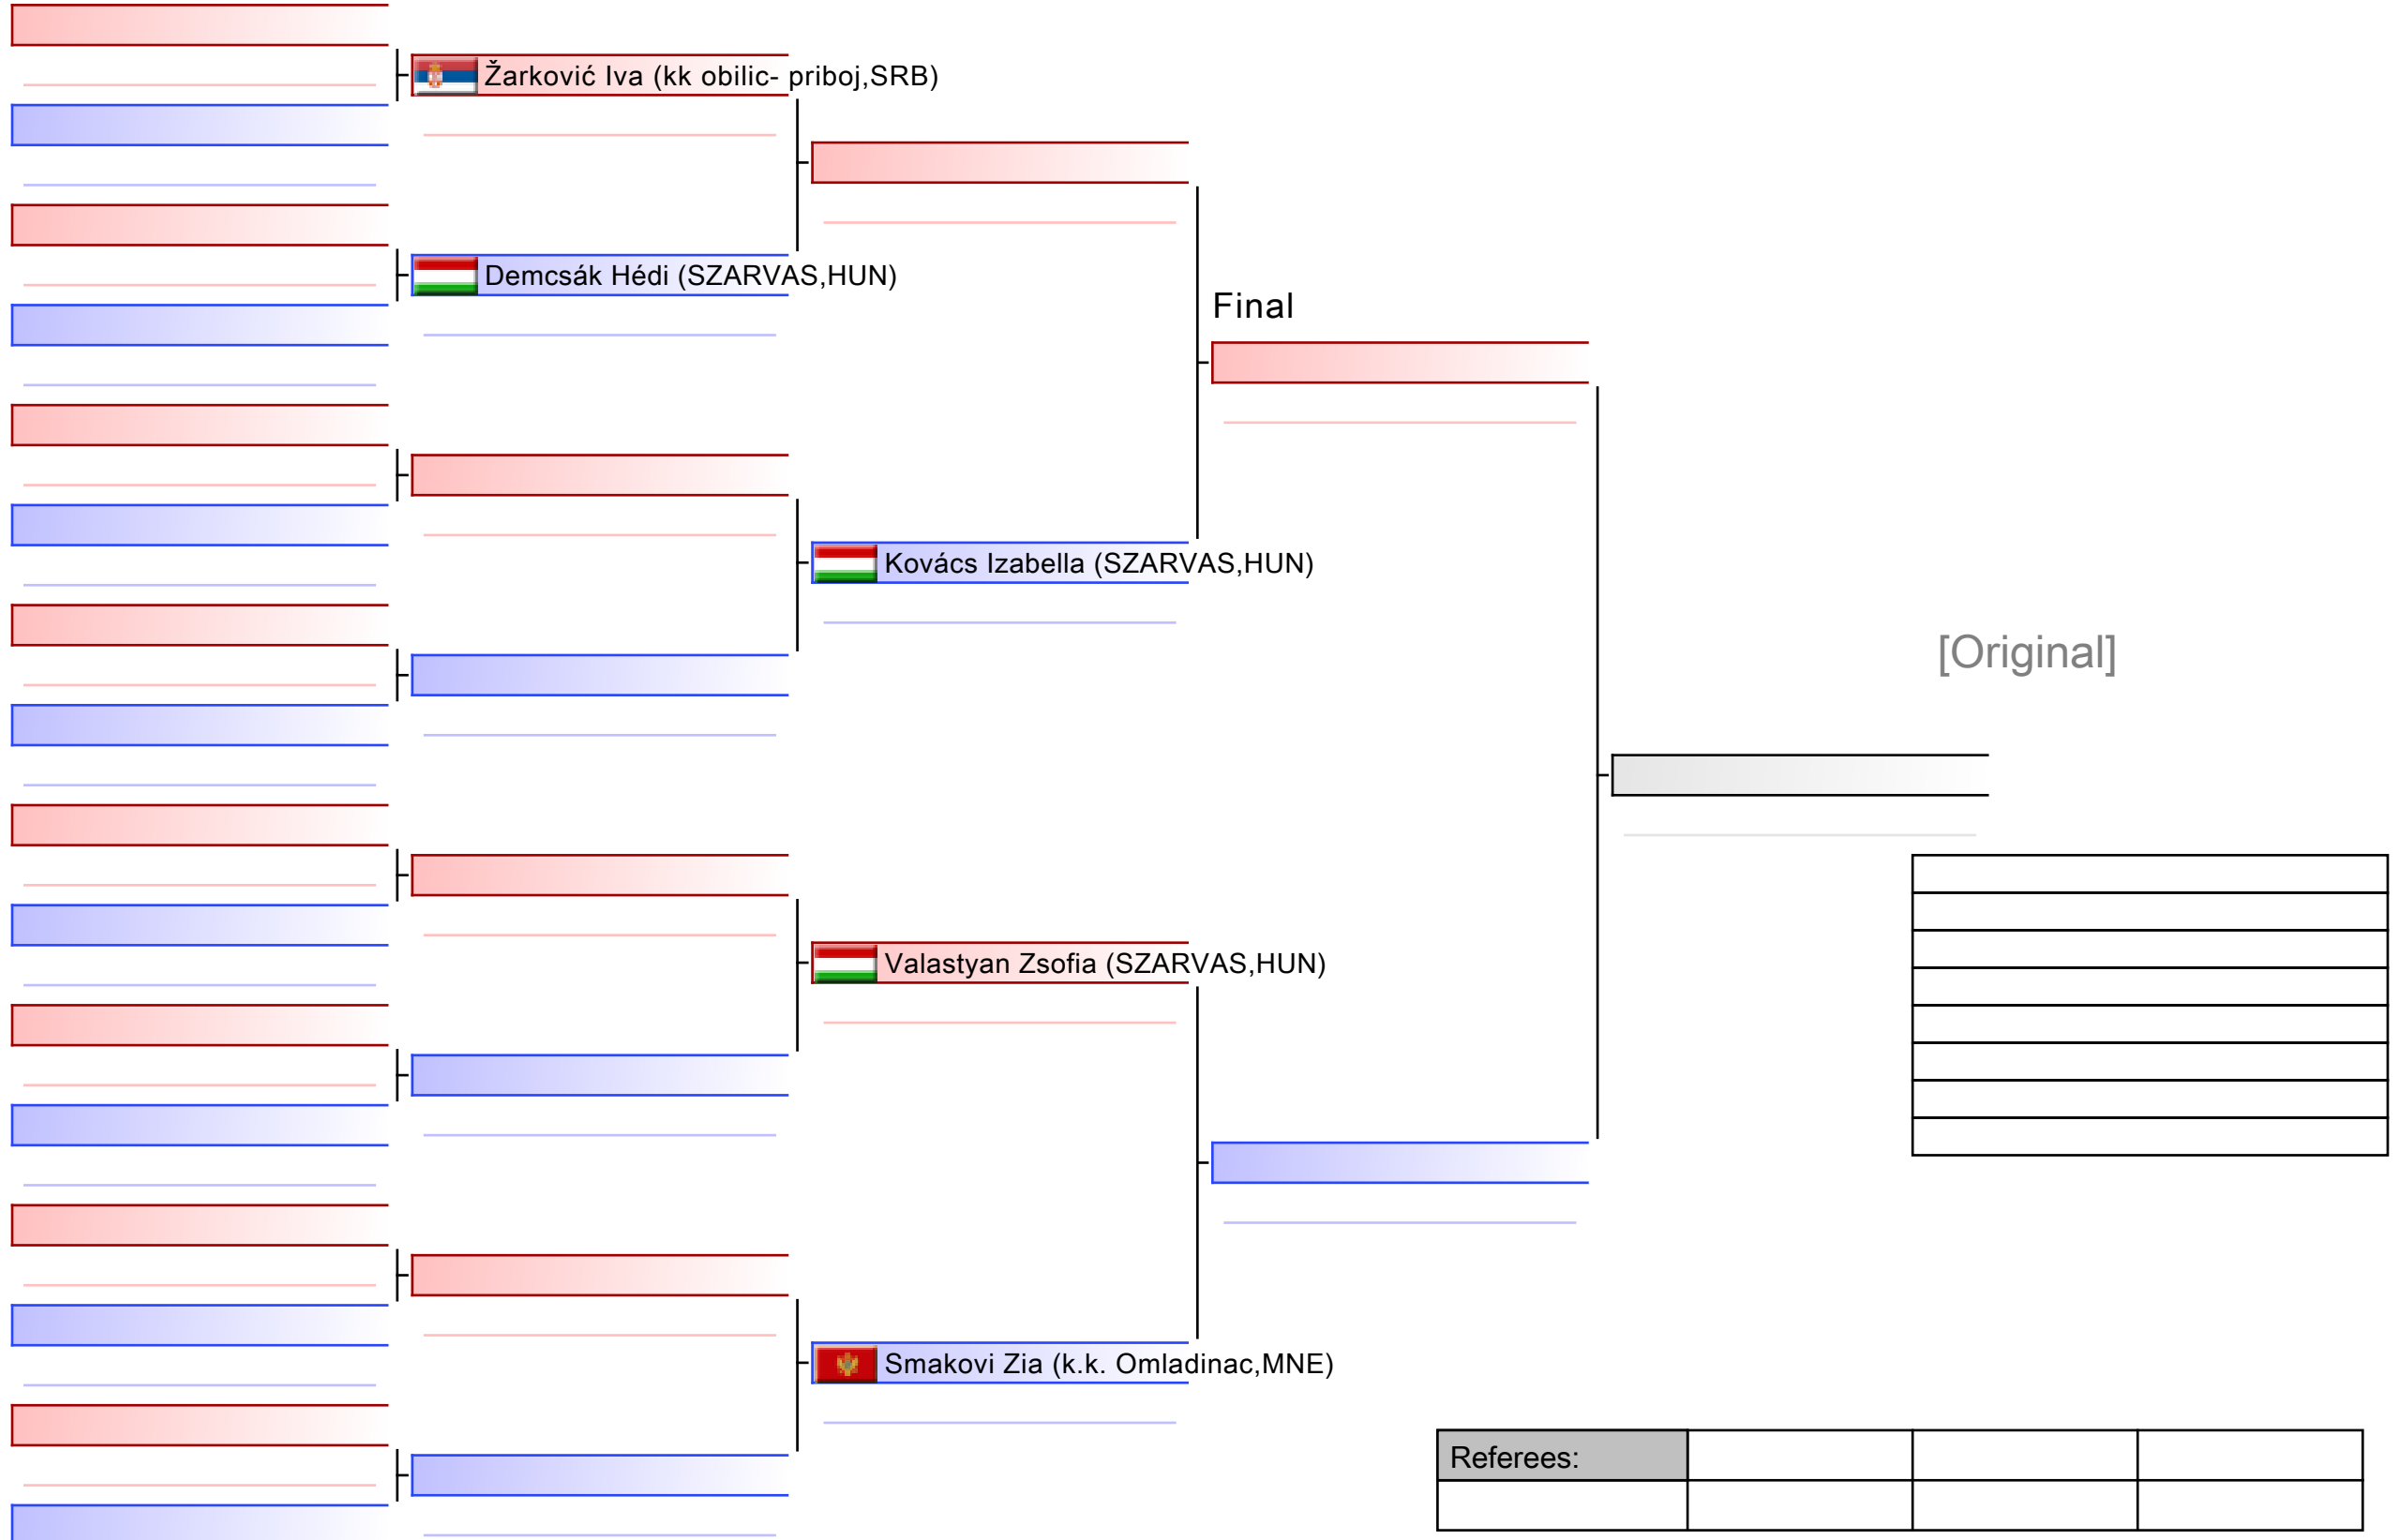 Žarković Iva (kk obilic- priboj,SRB)
Demcsák Hédi (SZARVAS,HUN)
Final
Kovács Izabella (SZARVAS,HUN)
[Original]
Valastyan Zsofia (SZARVAS,HUN)
Smakovi Zia (k.k. Omladinac,MNE)
Referees: